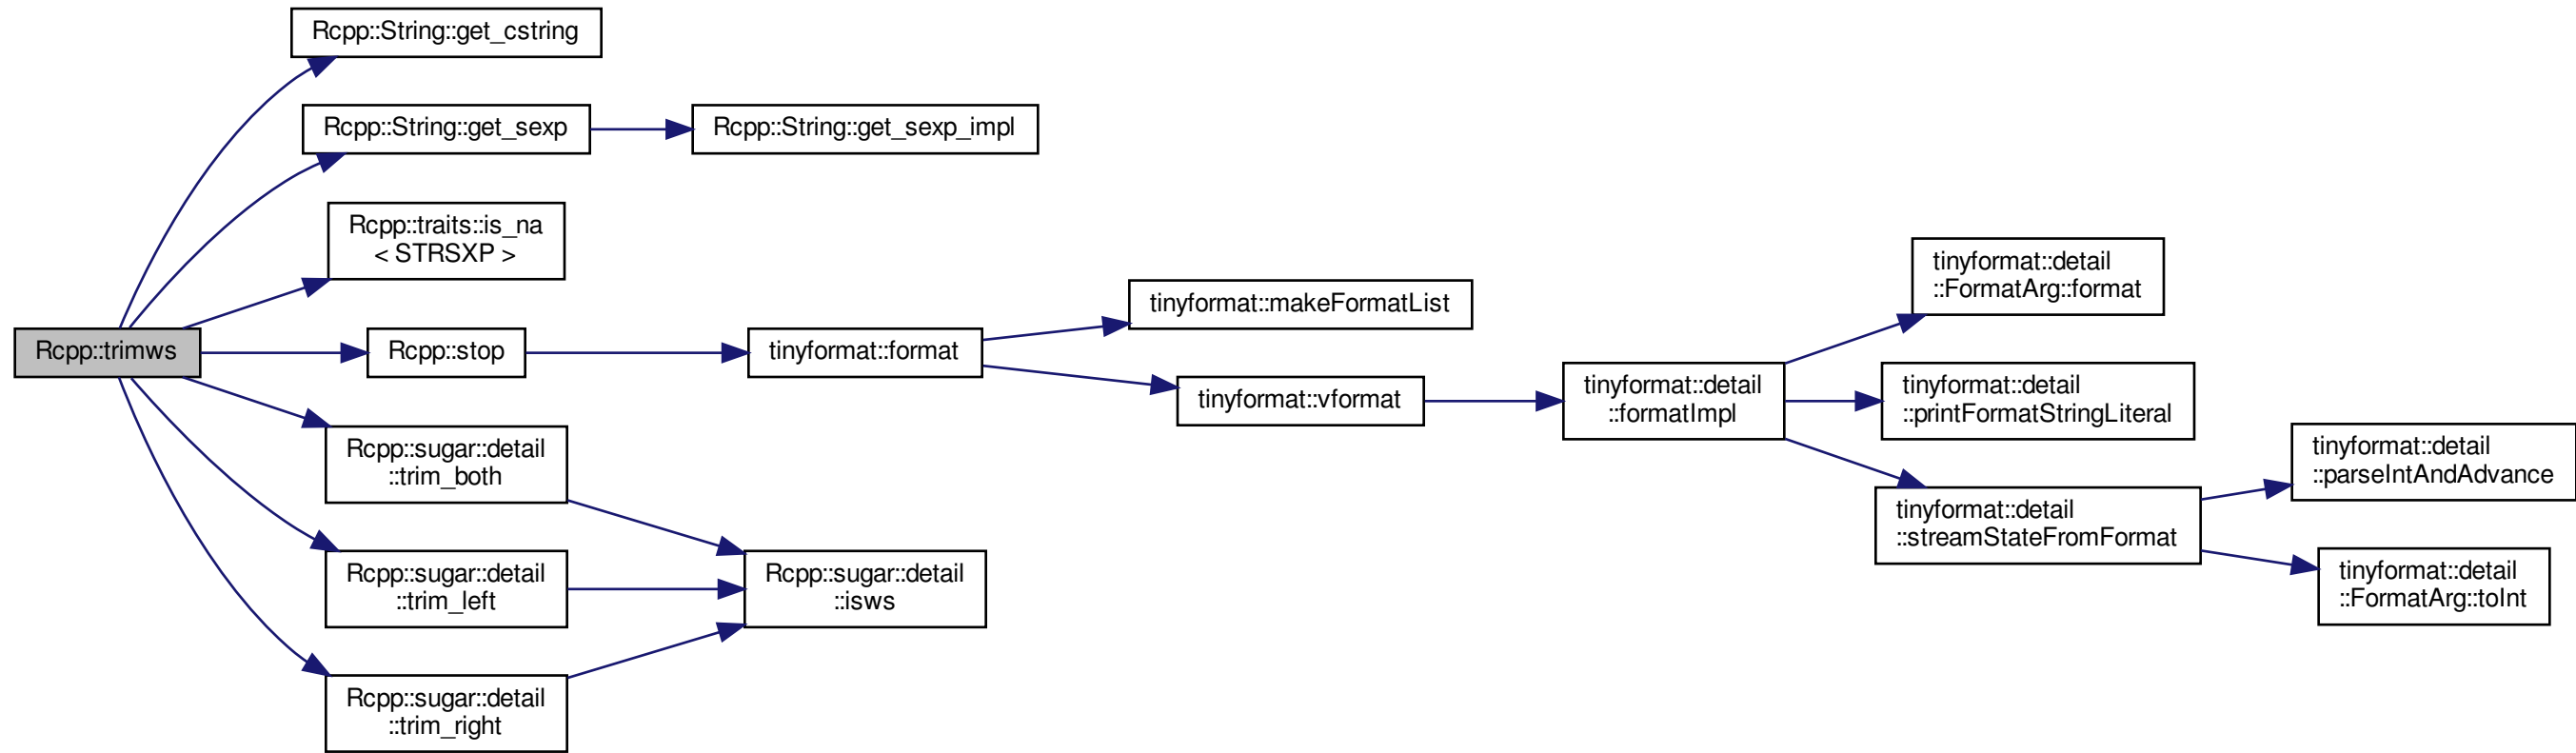 Rcpp::String::get_cstring
Rcpp::String::get_sexp
Rcpp::String::get_sexp_impl
Rcpp::traits::is_na
< STRSXP >
Rcpp::trimws
Rcpp::stop
tinyformat::format
tinyformat::makeFormatList
tinyformat::vformat
tinyformat::detail
::formatImpl
tinyformat::detail
::FormatArg::format
tinyformat::detail
::printFormatStringLiteral
tinyformat::detail
::streamStateFromFormat
tinyformat::detail
::parseIntAndAdvance
tinyformat::detail
::FormatArg::toInt
Rcpp::sugar::detail
::trim_both
Rcpp::sugar::detail
::trim_left
Rcpp::sugar::detail
::isws
Rcpp::sugar::detail
::trim_right